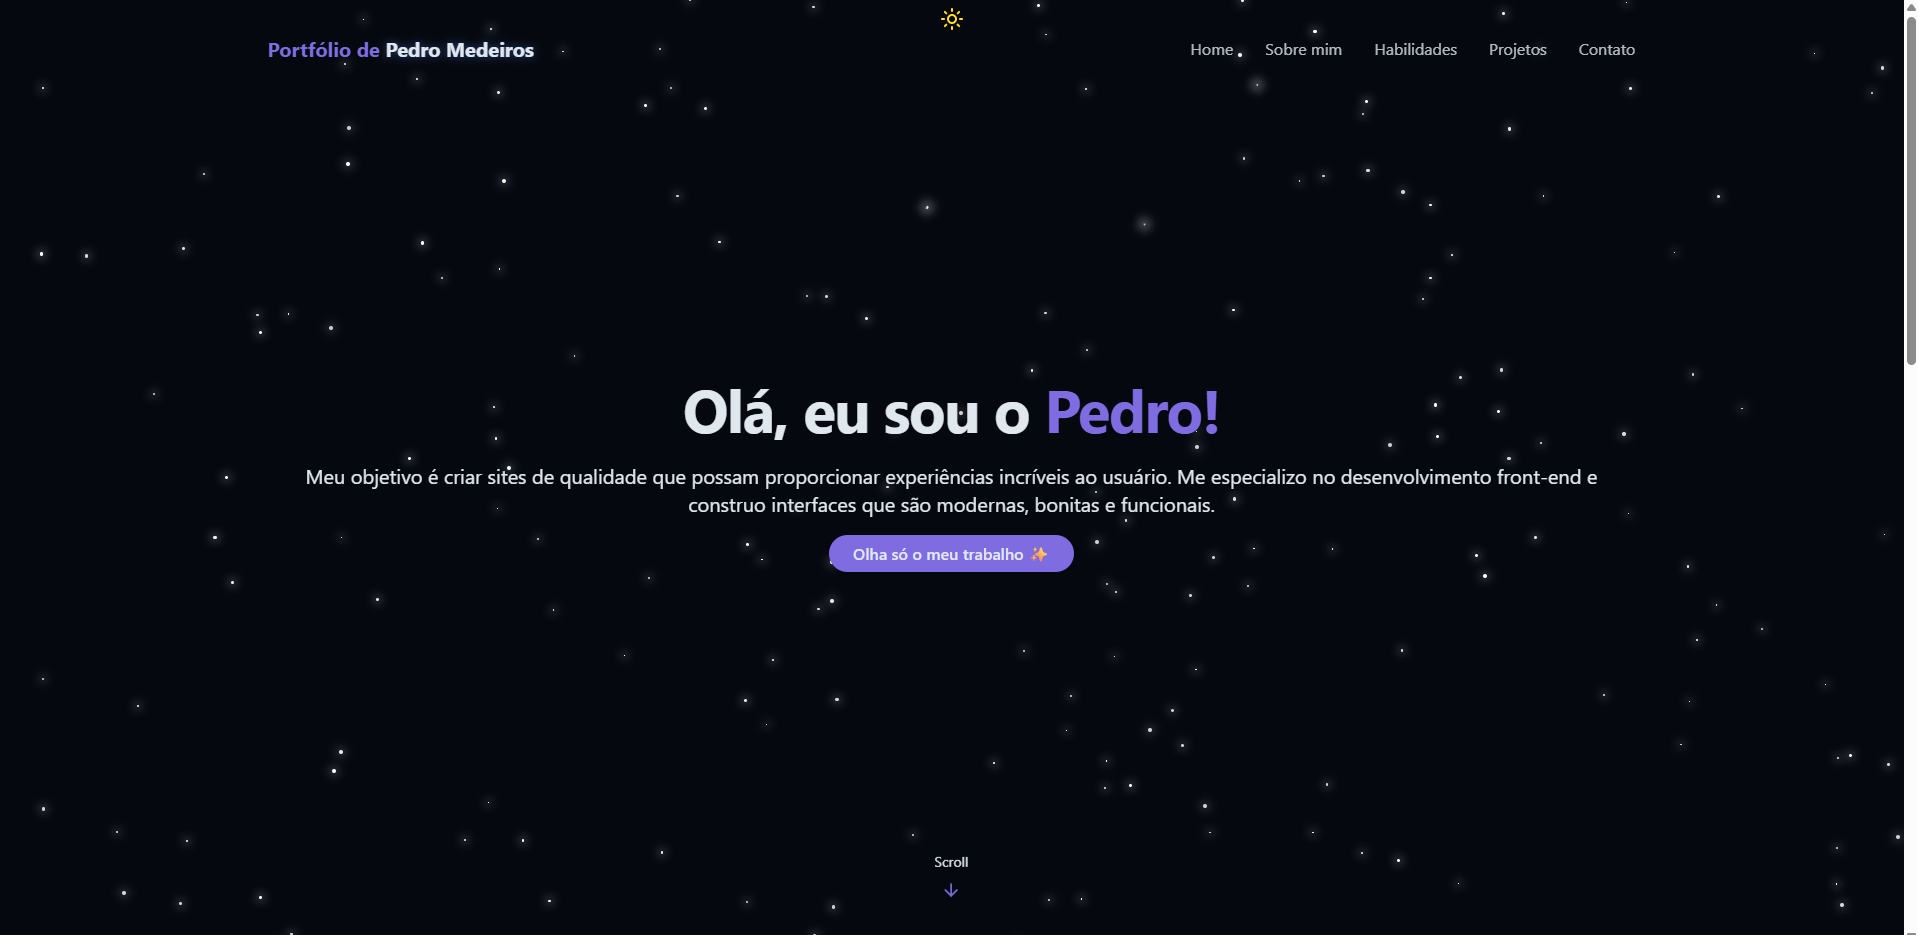 Portfólio de Pedro Medeiros
Home
Sobre mim
Habilidades
Projetos
Contato
Olá, eu sou o Pedro!
Meu objetivo é criar sites de qualidade que possam proporcionar experiências incríveis ao usuário. Me especializo no desenvolvimento front-end e
construo interfaces que são modernas, bonitas e funcionais.
Olha só o meu trabalho ✨
Scroll